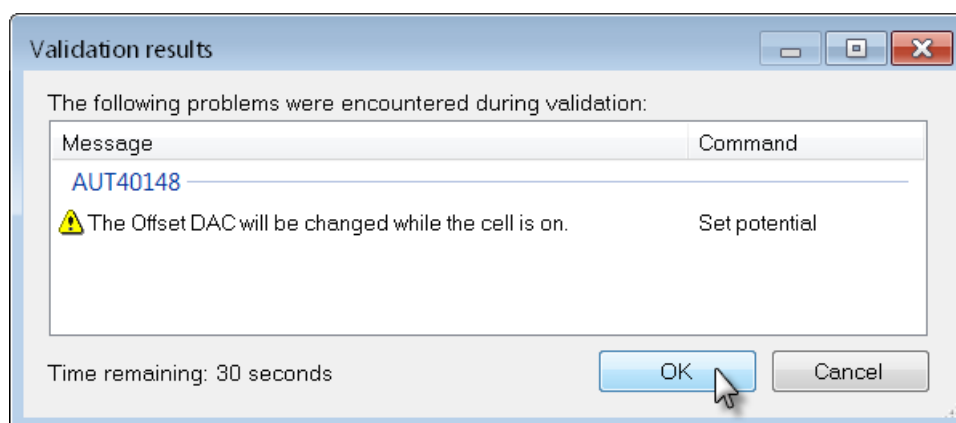 Validation results
The following problems were encountered during validation:
Message Command
AUT40148
The Offset DAC will be changed while the cell is on. Set potential
Time remaining: 30 seconds OK Cancel